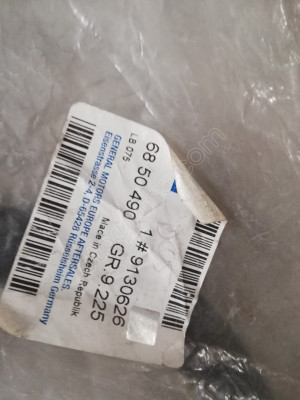 68 50 490
1 # 9130626
LB 075
GR.9.225
Made in Czech Republic
GENERAL MOTORS EUROPE AFTERSALES,
Eisenstrasse 2-4, D-65428 Rüsselsheim Germany